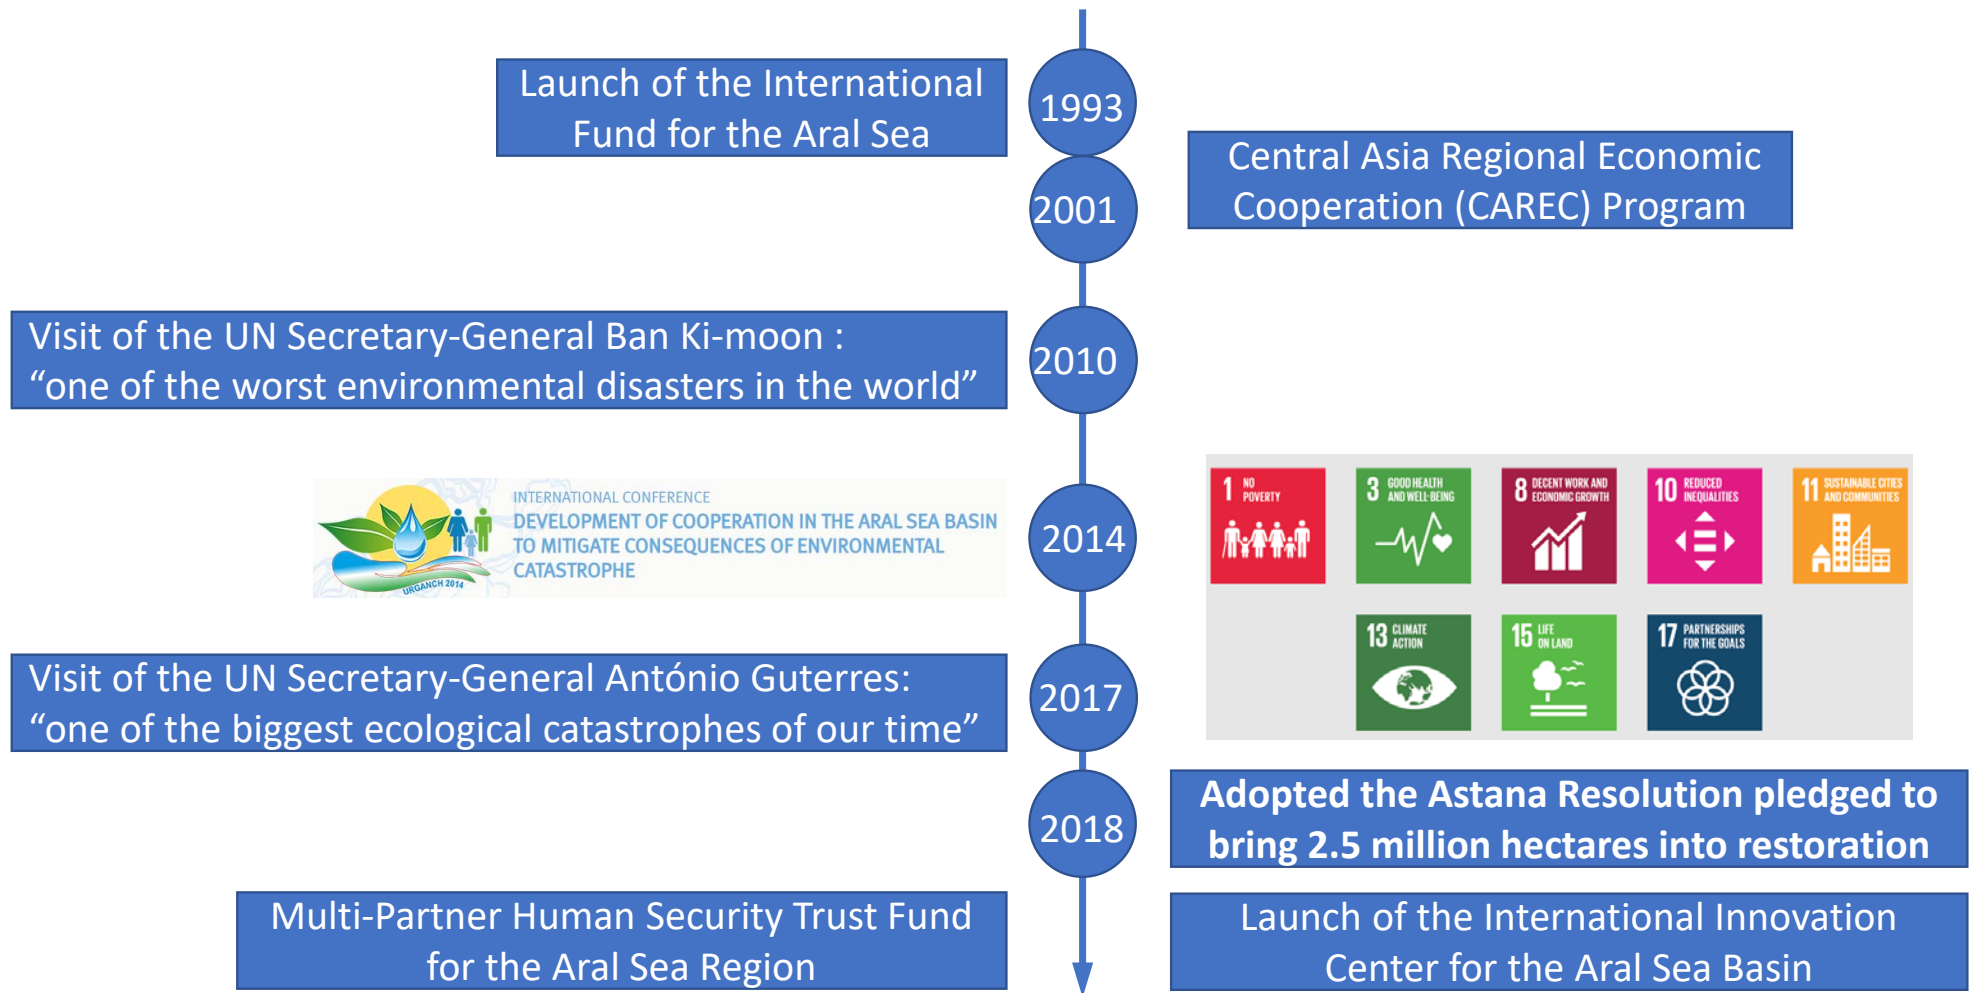 Launch of the International
Fund for the Aral Sea
1993
Central Asia Regional Economic
Cooperation (CAREC) Program
2001
Visit of the UN Secretary-General Ban Ki-moon :
“one of the worst environmental disasters in the world”
2010
INTERNATIONAL CONFERENCE
DEVELOPMENT OF COOPERATION IN THE ARAL SEA BASIN
TO MITIGATE CONSEQUENCES OF ENVIRONMENTAL
CATASTROPHE
URGANCH 2014
2014
1 NO
POVERTY
3 GOOD HEALTH
AND WELL-BEING
8 DECENT WORK AND
ECONOMIC GROWTH
10 REDUCED
INEQUALITIES
11 SUSTAINABLE CITIES
AND COMMUNITIES
13 CLIMATE
ACTION
15 LIFE
ON LAND
17 PARTNERSHIPS
FOR THE GOALS
Visit of the UN Secretary-General António Guterres:
“one of the biggest ecological catastrophes of our time”
2017
2018
Adopted the Astana Resolution pledged to
bring 2.5 million hectares into restoration
Multi-Partner Human Security Trust Fund
for the Aral Sea Region
Launch of the International Innovation
Center for the Aral Sea Basin